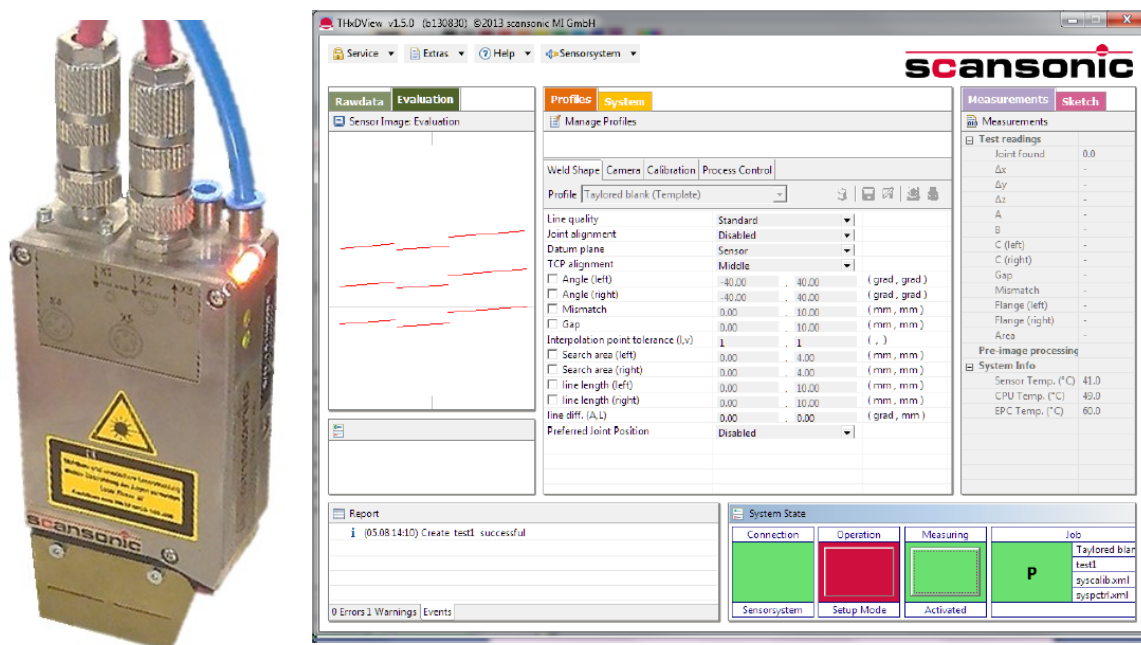 X1
X2
X3
X4
X5
scansonic
THxDView v1.5.0 (b130830) ©2013 scansonic MI GmbH
Service Extras Help Sensorsystem
scansonic
Rawdata Evaluation
Sensor Image: Evaluation
Profiles System
Manage Profiles
Weld Shape Camera Calibration Process Control
Profile Taylored blank (Template)
Line quality Standard
Joint alignment Disabled
Datum plane Sensor
TCP alignment Middle
Angle (left) -40.00 , 40.00 (grad , grad)
Angle (right) -40.00 , 40.00 (grad , grad)
Mismatch 0.00 , 10.00 (mm , mm)
Gap 0.00 , 10.00 (mm , mm)
Interpolation point tolerance (l,v) 1 , 1 ( , )
Search area (left) 0.00 , 4.00 (mm , mm)
Search area (right) 0.00 , 4.00 (mm , mm)
line length (left) 0.00 , 10.00 (mm , mm)
line length (right) 0.00 , 10.00 (mm , mm)
line diff. (A,L) 0.00 , 0.00 (grad , mm)
Preferred Joint Position Disabled
Measurements Sketch
Measurements
Test readings
Joint found 0.0
Δx -
Δy -
Δz -
A -
B -
C (left) -
C (right) -
Gap -
Mismatch -
Flange (left) -
Flange (right) -
Area -
Pre-image processing
System Info
Sensor Temp. (°C) 41.0
CPU Temp. (°C) 49.0
EPC Temp. (°C) 60.0
Report
i (05.08 14:10) Create test1 successful
0 Errors 1 Warnings Events
System State
Connection Operation Measuring Job
P
Taylored blan
test1
syscalib.xml
syspctrl.xml
Sensorsystem Setup Mode Activated